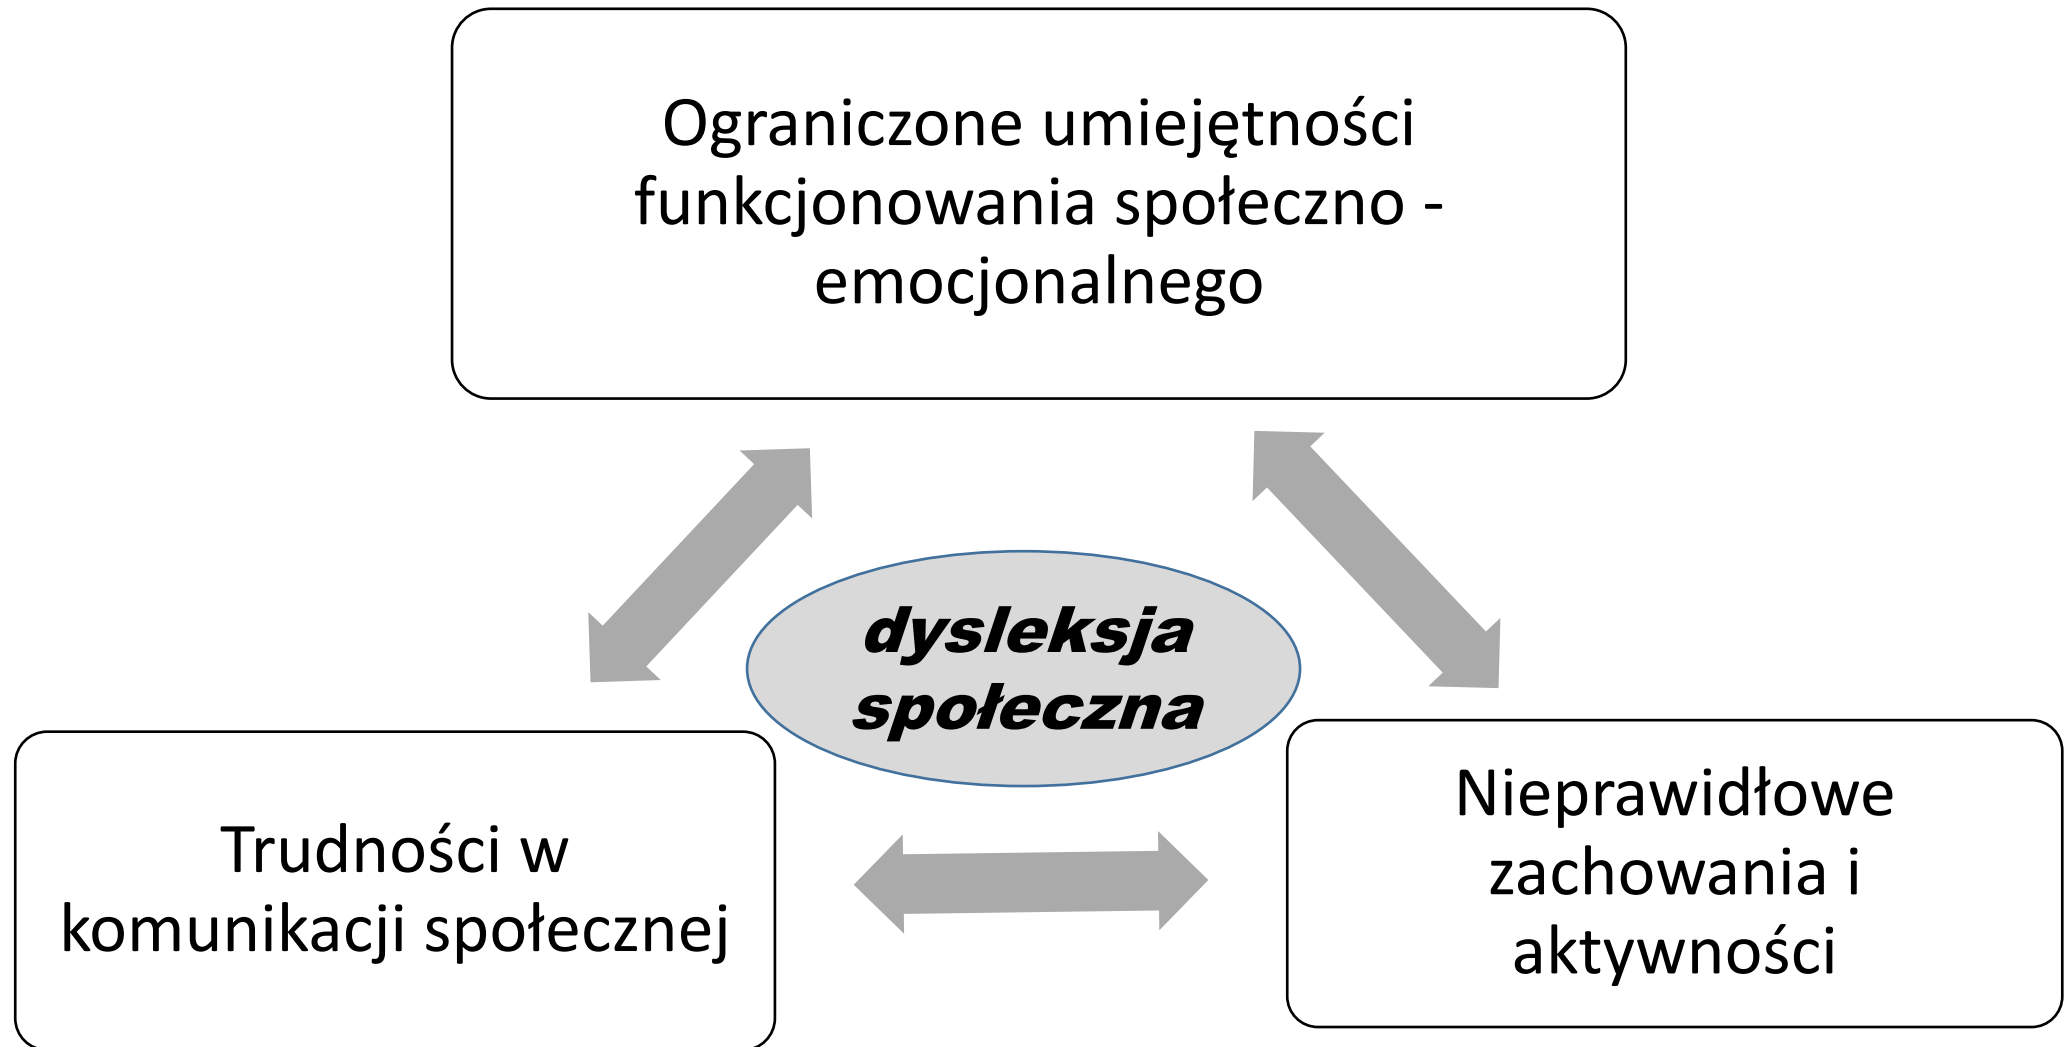 Ograniczone umiejętności
funkcjonowania społeczno -
emocjonalnego
dysleksja
społeczna
Trudności w
komunikacji społecznej
Nieprawidłowe
zachowania i
aktywności